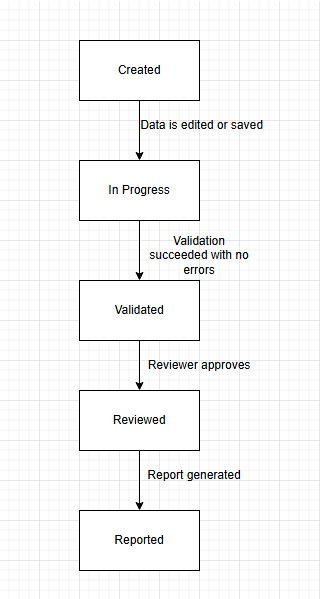 Created
Data is edited or saved
In Progress
Validation
succeeded with no
errors
Validated
Reviewer approves
Reviewed
Report generated
Reported